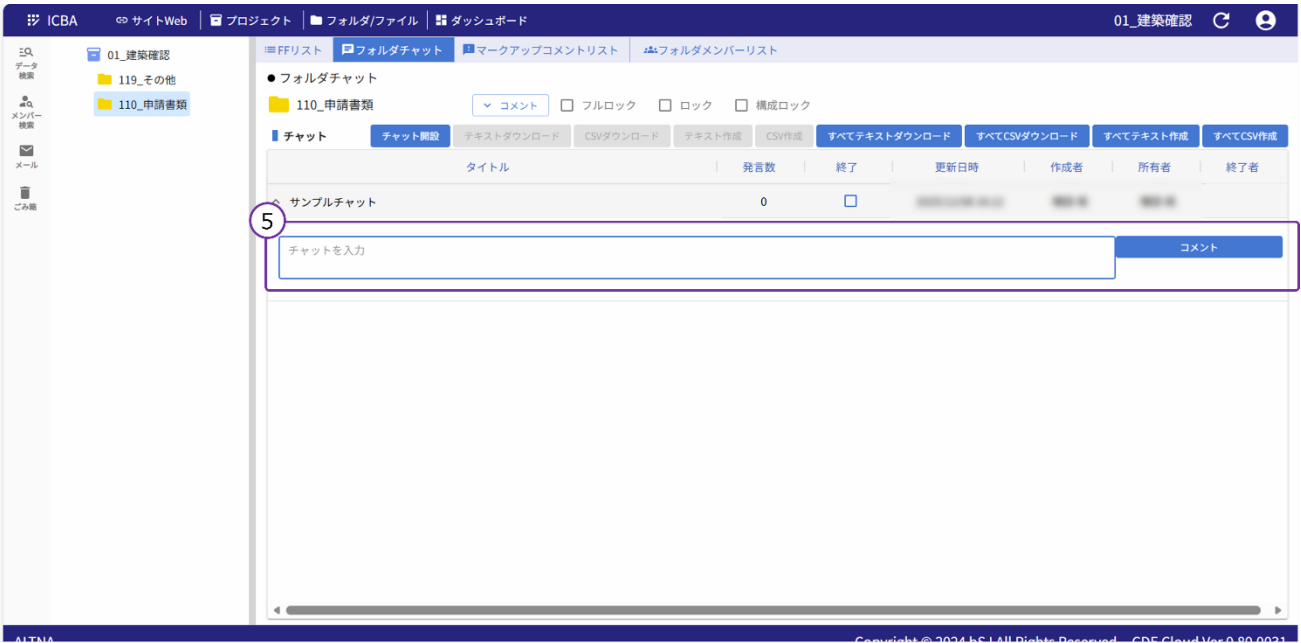 ICBA サイトWeb プロジェクト フォルダ/ファイル ダッシュボード 01_建築確認
データ
検索
メンバー
検索
メール
ごみ箱
01_建築確認
119_その他
110_申請書類
FFリスト フォルダチャット マークアップコメントリスト フォルダメンバーリスト
● フォルダチャット
110_申請書類 コメント フルロック ロック 構成ロック
チャット チャット開設 テキストダウンロード CSVダウンロード テキスト作成 CSV作成 すべてテキストダウンロード すべてCSVダウンロード すべてテキスト作成 すべてCSV作成
タイトル 発言数 終了 更新日時 作成者 所有者 終了者
サンプルチャット 0
5
チャットを入力 コメント
ALTNA Copyright © 2024 bSJ All Rights Reserved CDE Cloud Ver.0.80.0031